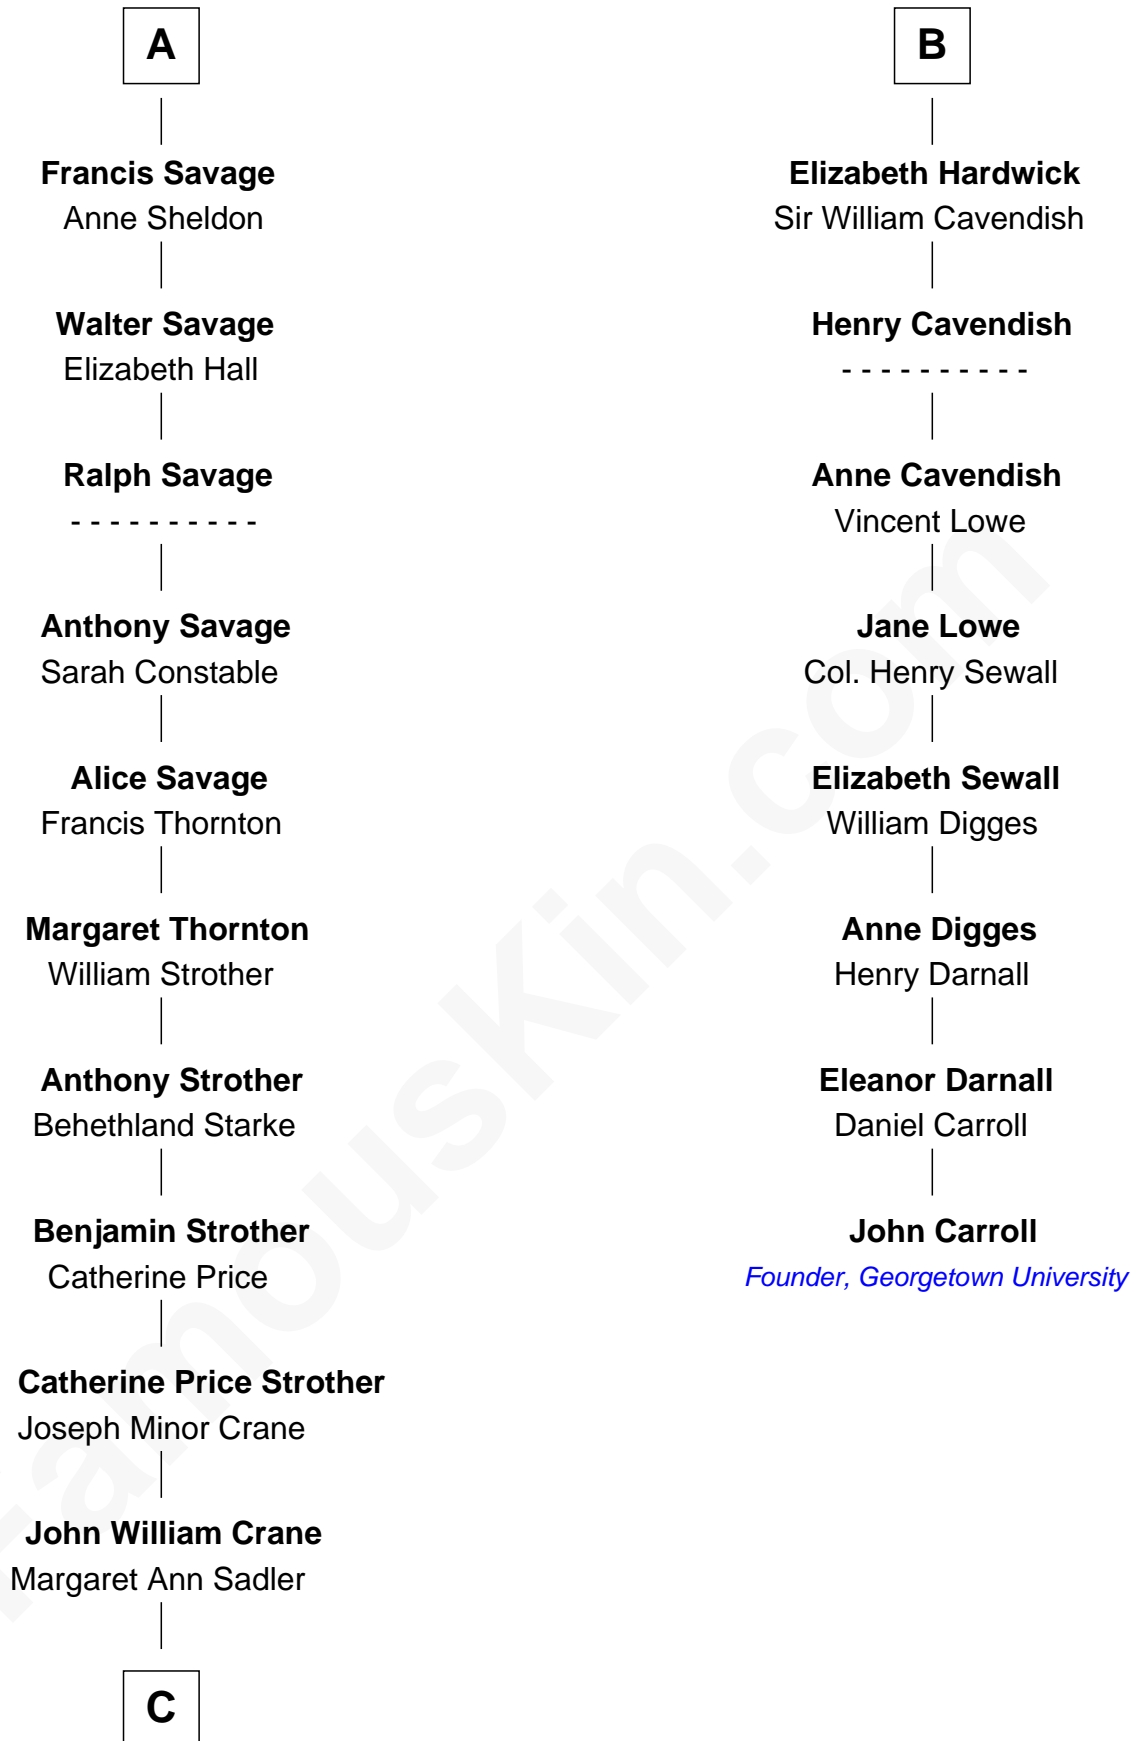 A
Francis Savage
Anne Sheldon
Walter Savage
Elizabeth Hall
Ralph Savage
- - - - - - - - - -
Anthony Savage
Sarah Constable
Alice Savage
Francis Thornton
Margaret Thornton
William Strother
Anthony Strother
Behethland Starke
Benjamin Strother
Catherine Price
Catherine Price Strother
Joseph Minor Crane
John William Crane
Margaret Ann Sadler
C
B
Elizabeth Hardwick
Sir William Cavendish
Henry Cavendish
- - - - - - - - - -
Anne Cavendish
Vincent Lowe
Jane Lowe
Col. Henry Sewall
Elizabeth Sewall
William Digges
Anne Digges
Henry Darnall
Eleanor Darnall
Daniel Carroll
John Carroll
Founder, Georgetown University
FamousKin.com